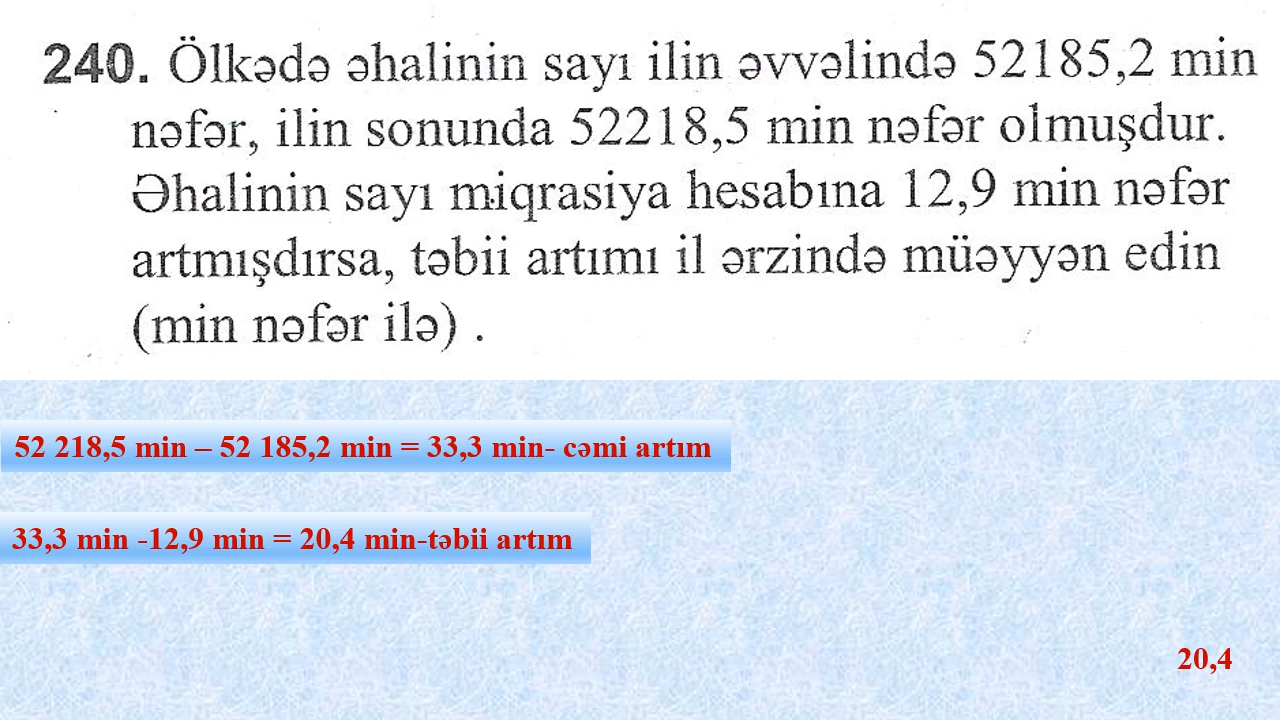 240. Ölkədə əhalinin sayı ilin əvvəlində 52185,2 min
nəfər, ilin sonunda 52218,5 min nəfər olmuşdur.
Əhalinin sayı miqrasiya hesabına 12,9 min nəfər
artmışdırsa, təbii artımı il ərzində müəyyən edin
(min nəfər ilə) .
52 218,5 min – 52 185,2 min = 33,3 min- cəmi artım
33,3 min -12,9 min = 20,4 min-təbii artım
20,4